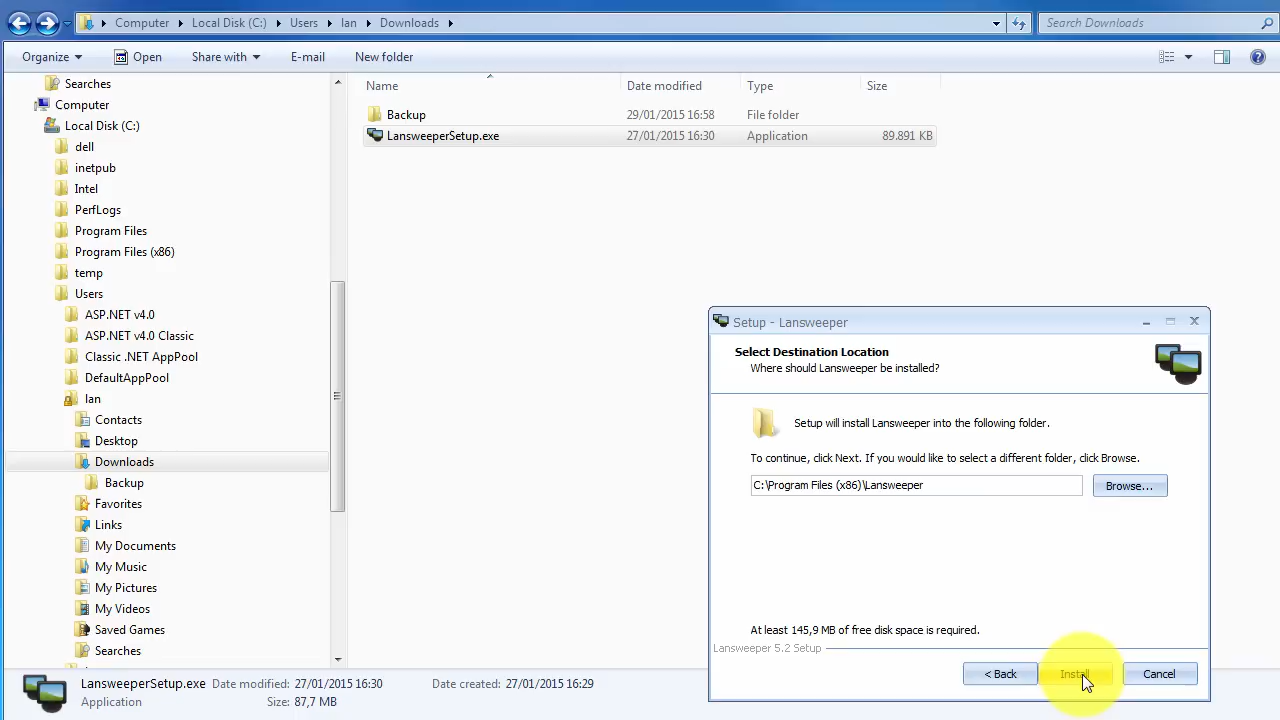 Computer Local Disk (C:) Users Ian Downloads Search Downloads
Organize Open Share with E-mail New folder
Searches
Computer
Local Disk (C:)
dell
inetpub
Intel
PerfLogs
Program Files
Program Files (x86)
temp
Users
ASP.NET v4.0
ASP.NET v4.0 Classic
Classic .NET AppPool
DefaultAppPool
Ian
Contacts
Desktop
Downloads
Backup
Favorites
Links
My Documents
My Music
My Pictures
My Videos
Saved Games
Searches
Name Date modified Type Size
Backup 29/01/2015 16:58 File folder
LansweeperSetup.exe 27/01/2015 16:30 Application 89.891 KB
Setup - Lansweeper
Select Destination Location
Where should Lansweeper be installed?
Setup will install Lansweeper into the following folder.
To continue, click Next. If you would like to select a different folder, click Browse.
C:\Program Files (x86)\Lansweeper Browse...
At least 145,9 MB of free disk space is required.
Lansweeper 5.2 Setup
< Back Install Cancel
LansweeperSetup.exe Date modified: 27/01/2015 16:30 Date created: 27/01/2015 16:29
Application Size: 87,7 MB